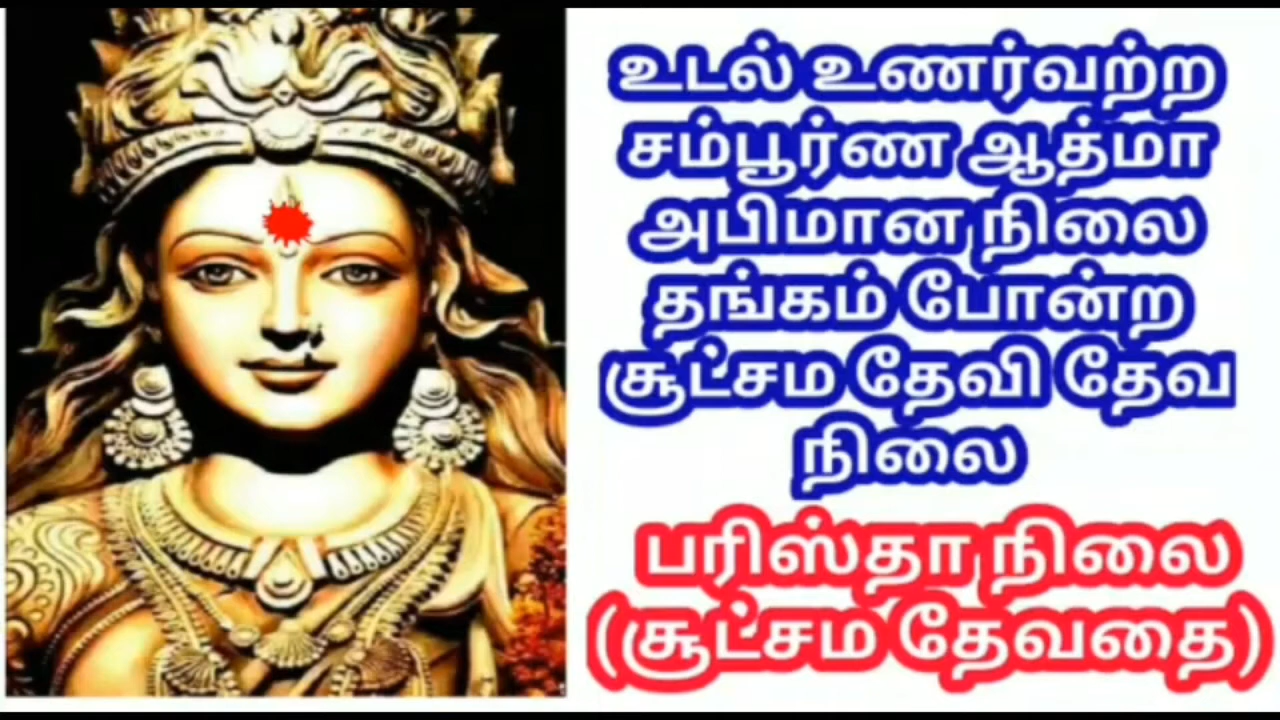 உடல் உணர்வற்ற
சம்பூர்ண ஆத்மா
அபிமான நிலை
தங்கம் போன்ற
சூட்சம தேவி தேவ
நிலை
பரிஸ்தா நிலை
(சூட்சம தேவதை)